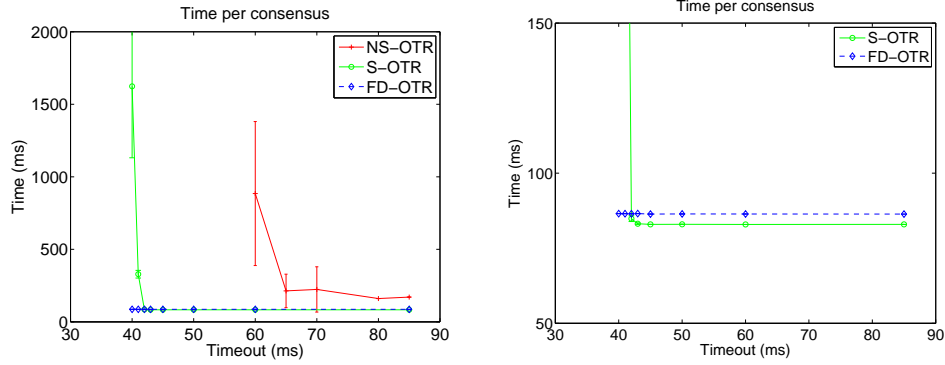 Time per consensus
2000
1500
1000
500
0
Time (ms)
NS-OTR
S-OTR
FD-OTR
30 40 50 60 70 80 90
Timeout (ms)
Time per consensus
150
100
50
Time (ms)
S-OTR
FD-OTR
30 40 50 60 70 80 90
Timeout (ms)